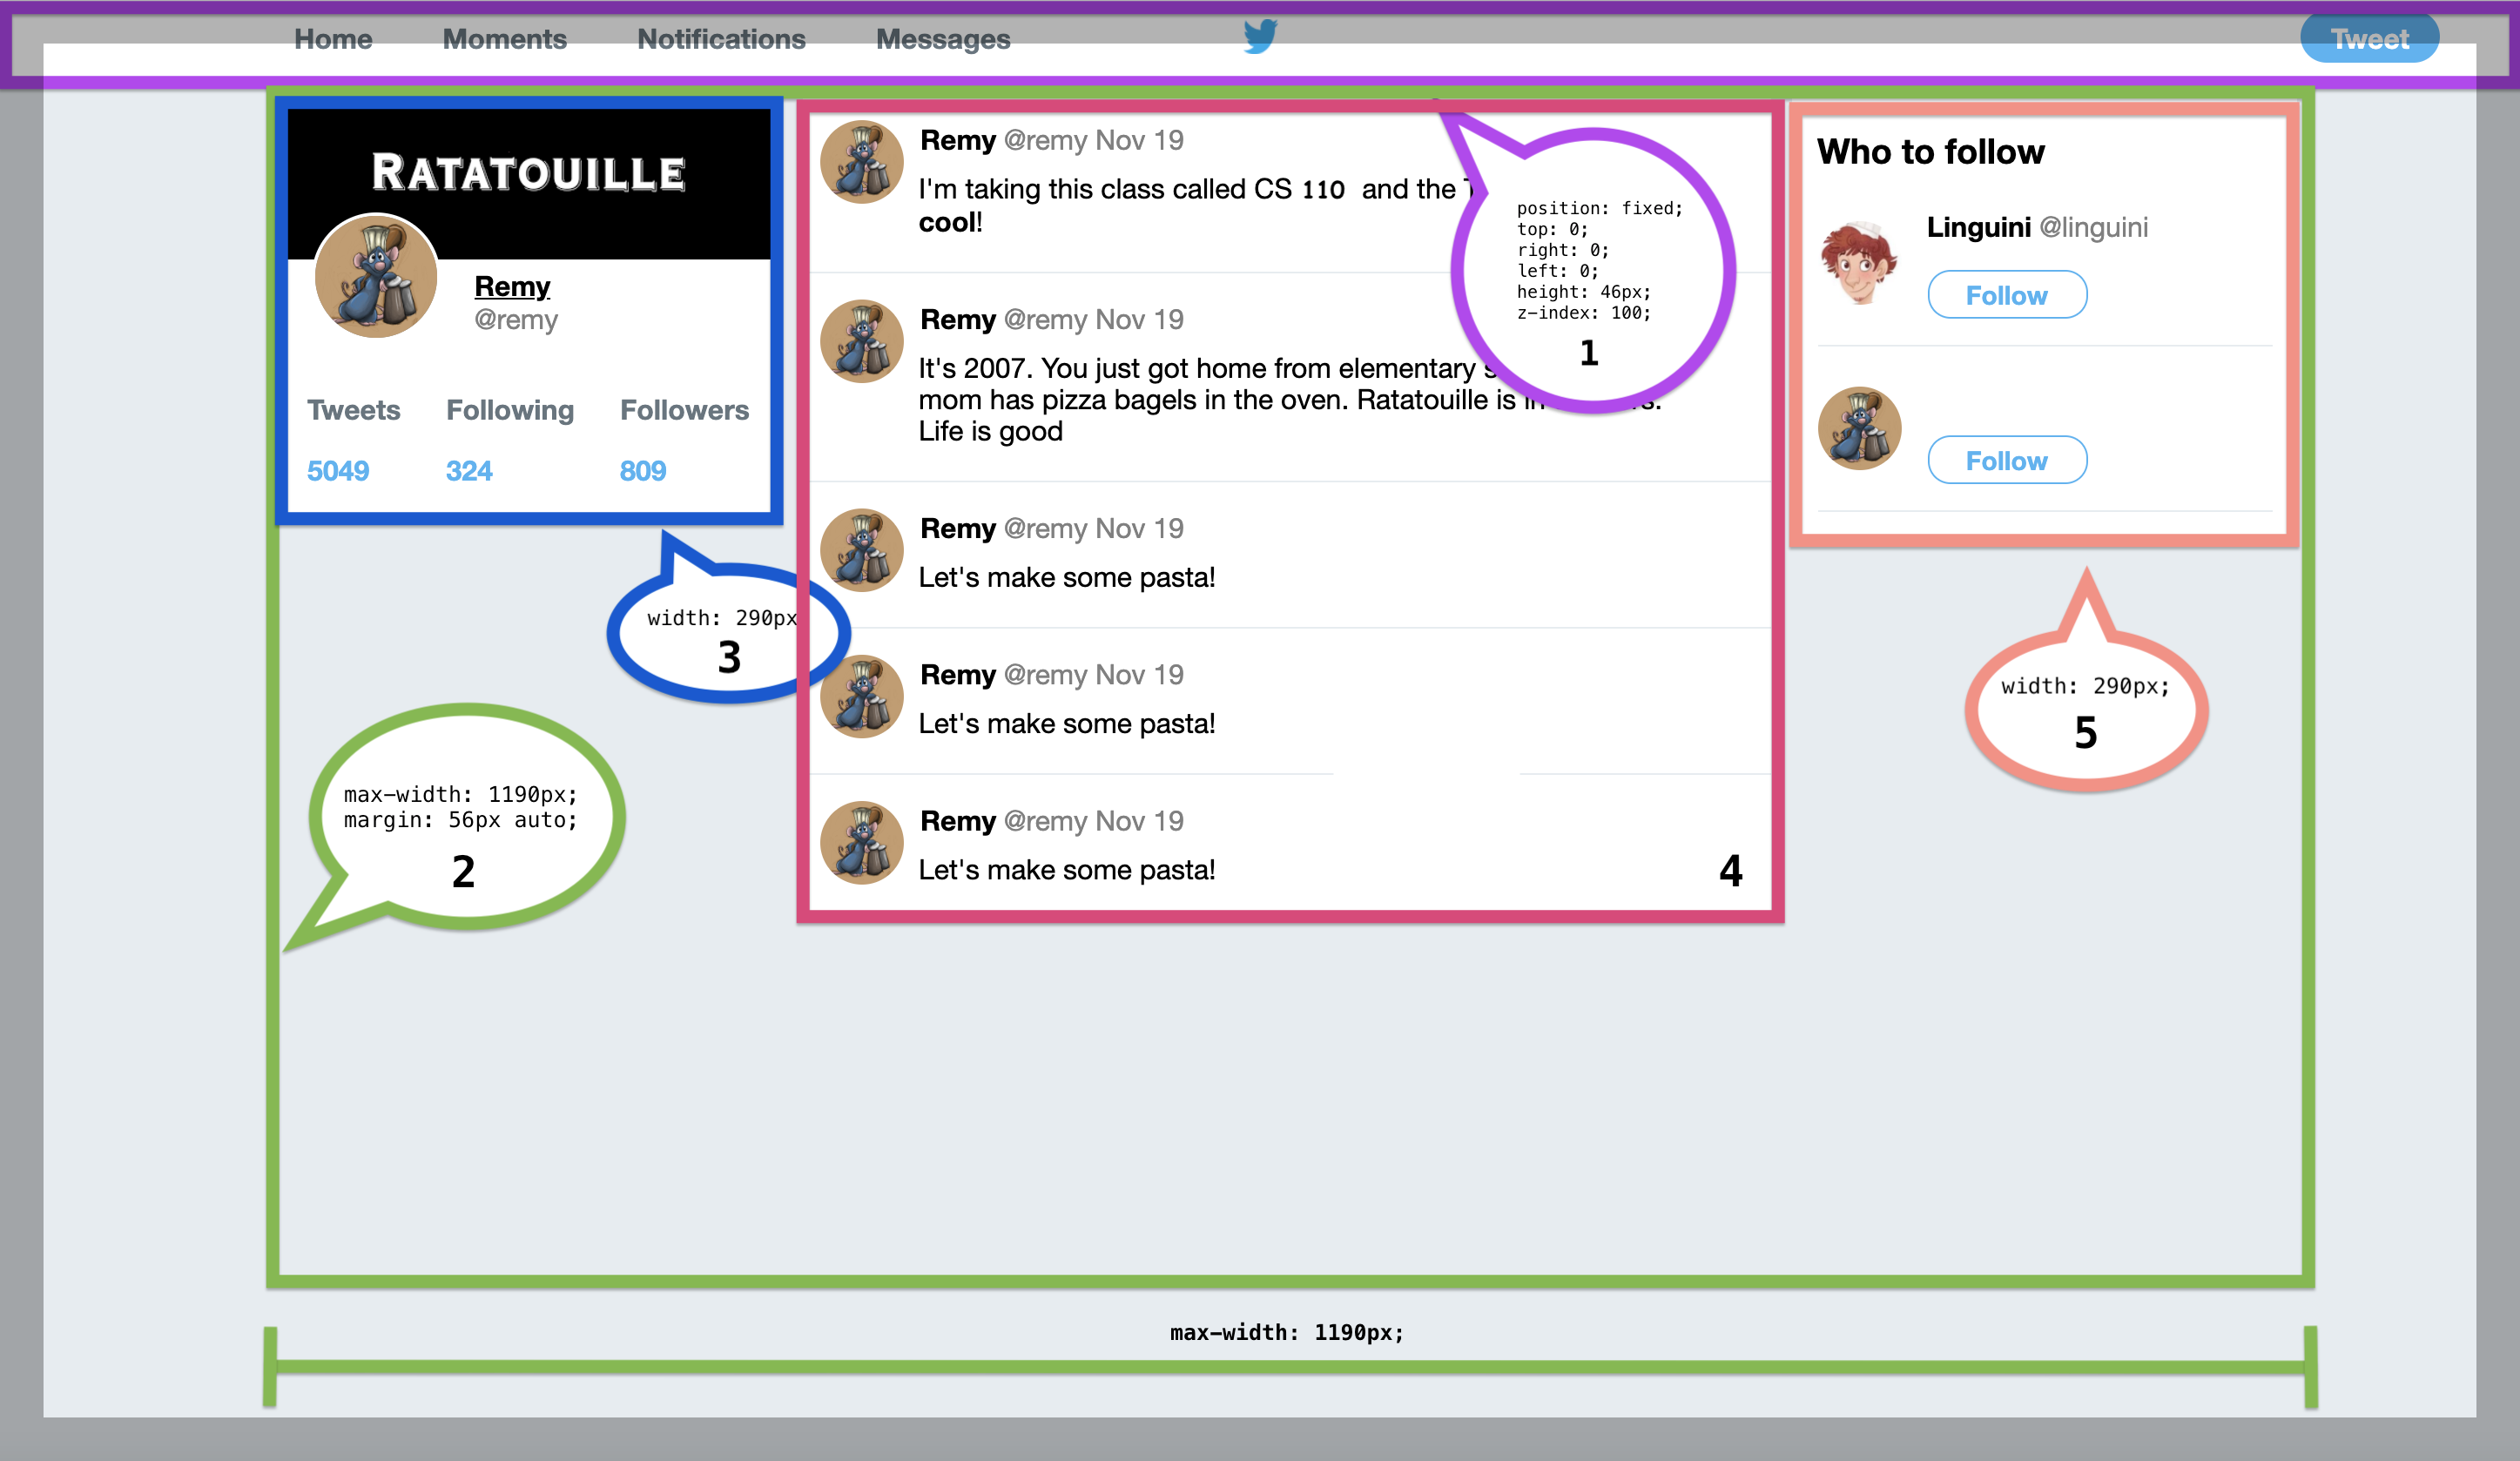 Home Moments Notifications Messages Tweet
RATATOUILLE
Remy
@remy
Tweets Following Followers
5049 324 809
width: 290px
3
max-width: 1190px;
margin: 56px auto;
2
Remy @remy Nov 19
I'm taking this class called CS 110 and the
cool!
Remy @remy Nov 19
It's 2007. You just got home from elementary
mom has pizza bagels in the oven. Ratatouille is
Life is good
Remy @remy Nov 19
Let's make some pasta!
Remy @remy Nov 19
Let's make some pasta!
Remy @remy Nov 19
Let's make some pasta!
4
position: fixed;
top: 0;
right: 0;
left: 0;
height: 46px;
z-index: 100;
1
Who to follow
Linguini @linguini
Follow
Follow
width: 290px;
5
max-width: 1190px;